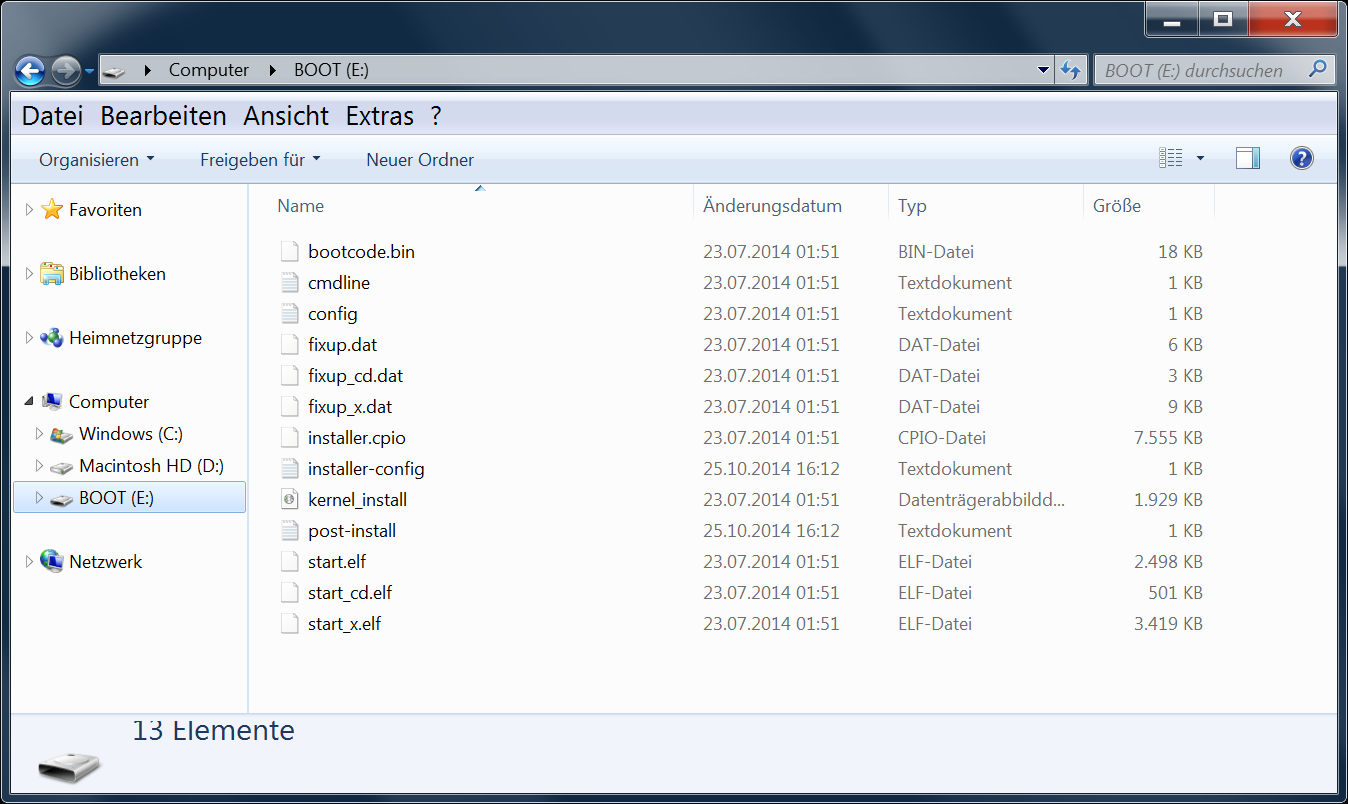 Computer BOOT (E:) BOOT (E:) durchsuchen
Datei Bearbeiten Ansicht Extras ?
Organisieren Freigeben für Neuer Ordner
Favoriten
Bibliotheken
Heimnetzgruppe
Computer
Windows (C:)
Macintosh HD (D:)
BOOT (E:)
Netzwerk
Name Änderungsdatum Typ Größe
bootcode.bin 23.07.2014 01:51 BIN-Datei 18 KB
cmdline 23.07.2014 01:51 Textdokument 1 KB
config 23.07.2014 01:51 Textdokument 1 KB
fixup.dat 23.07.2014 01:51 DAT-Datei 6 KB
fixup_cd.dat 23.07.2014 01:51 DAT-Datei 3 KB
fixup_x.dat 23.07.2014 01:51 DAT-Datei 9 KB
installer.cpio 23.07.2014 01:51 CPIO-Datei 7.555 KB
installer-config 25.10.2014 16:12 Textdokument 1 KB
kernel_install 23.07.2014 01:51 Datenträgerabbildd... 1.929 KB
post-install 25.10.2014 16:12 Textdokument 1 KB
start.elf 23.07.2014 01:51 ELF-Datei 2.498 KB
start_cd.elf 23.07.2014 01:51 ELF-Datei 501 KB
start_x.elf 23.07.2014 01:51 ELF-Datei 3.419 KB
13 Elemente